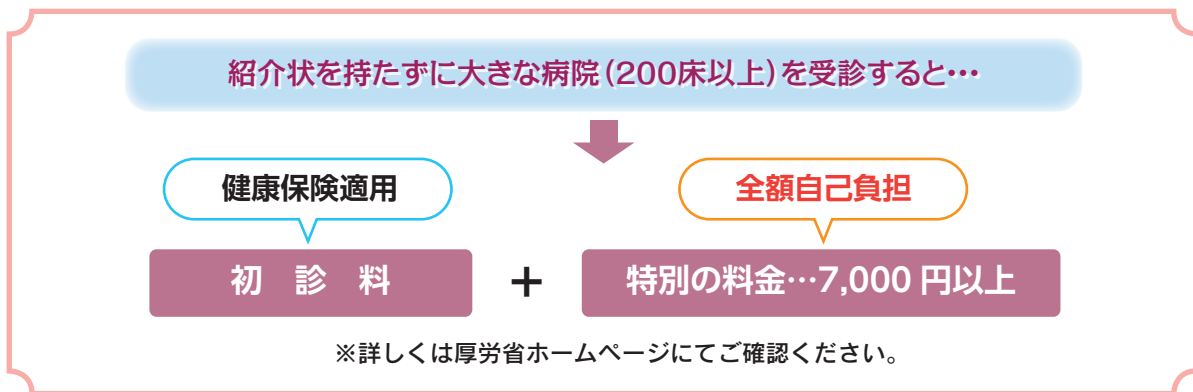 紹介状を持たずに大きな病院(200床以上)を受診すると…
健康保険適用
全額自己負担
初 診 料
+
特別の料金…7,000 円以上
※詳しくは厚労省ホームページにてご確認ください。